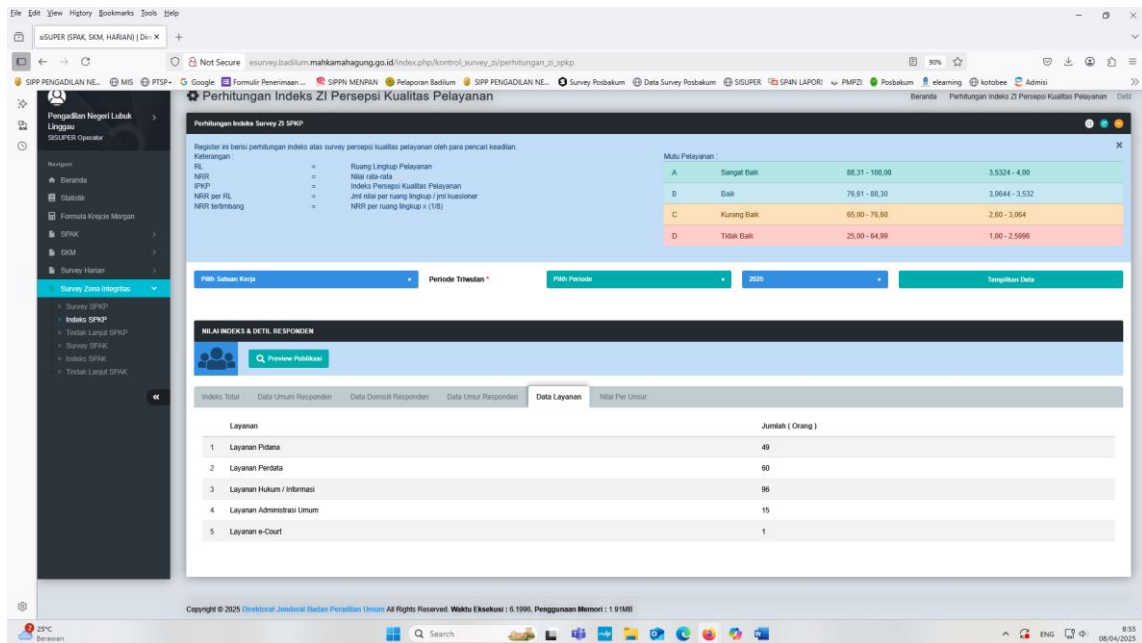 File Edit View History Bookmarks Tools Help
siSUPER (SPAK, SKM, HARIAN) | Dir
Not Secure esurvey.badilum.mahkamahagung.go.id/index.php/kontrol_survey_zi/perhitungan_zi_spkp 90%
SIPP PENGADILAN NE... MIS PTSP+ Google Formulir Penerimaan ... SIPPN MENPAN Pelaporan Badilum SIPP PENGADILAN NE... Survey Posbakum Data Survey Posbakum SISUPER SP4N LAPOR! PMPZI Posbakum elearning kotobee Admisi
Perhitungan Indeks ZI Persepsi Kualitas Pelayanan
Beranda Perhitungan Indeks ZI Persepsi Kualitas Pelayanan Detil
Pengadilan Negeri Lubuk Linggau
SISUPER Operator
Navigasi
Beranda
Statistik
Formula Krejcie Morgan
SPAK
SKM
Survey Harian
Survey Zona Integritas
Survey SPKP
Indeks SPKP
Tindak Lanjut SPKP
Survey SPAK
Indeks SPAK
Tindak Lanjut SPAK
Perhitungan Indeks Survey ZI SPKP
Register ini berisi perhitungan indeks atas survey persepsi kualitas pelayanan oleh para pencari keadilan.
Keterangan :
RL = Ruang Lingkup Pelayanan
NRR = Nilai rata-rata
IPKP = Indeks Persepsi Kualitas Pelayanan
NRR per RL = Jml nilai per ruang lingkup / jml kuesioner
NRR tertimbang = NRR per ruang lingkup x (1/8)
Mutu Pelayanan :
A Sangat Baik 88,31 - 100,00 3,5324 - 4,00
B Baik 76,61 - 88,30 3,0644 - 3,532
C Kurang Baik 65,00 - 76,60 2,60 - 3,064
D Tidak Baik 25,00 - 64,99 1,00 - 2,5996
Pilih Satuan Kerja Periode Triwulan * Pilih Periode 2025 Tampilkan Data
NILAI INDEKS & DETIL RESPONDEN
Preview Publikasi
Indeks Total Data Umum Responden Data Domisili Responden Data Umur Responden Data Layanan Nilai Per Unsur
Layanan Jumlah ( Orang )
1 Layanan Pidana 49
2 Layanan Perdata 60
3 Layanan Hukum / Informasi 96
4 Layanan Administrasi Umum 15
5 Layanan e-Court 1
Copyright © 2025 Direktorat Jenderal Badan Peradilan Umum All Rights Reserved. Waktu Eksekusi : 6.1996, Penggunaan Memori : 1.91MB
25°C
Berawan
Search
ENG
8:55
08/04/2025